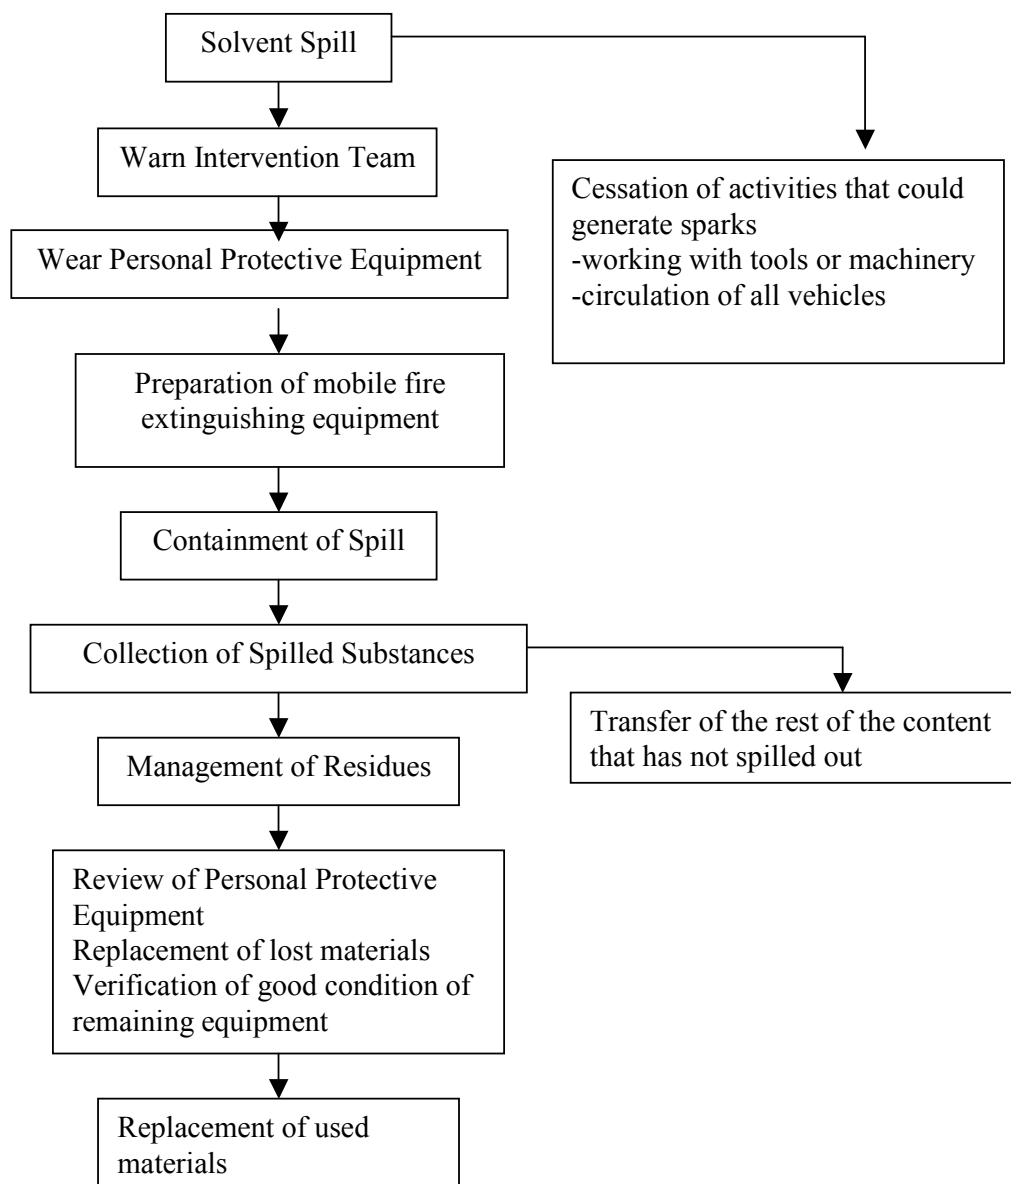 Solvent Spill
Warn Intervention Team
Cessation of activities that could
generate sparks
-working with tools or machinery
-circulation of all vehicles
Wear Personal Protective Equipment
Preparation of mobile fire
extinguishing equipment
Containment of Spill
Collection of Spilled Substances
Transfer of the rest of the content
that has not spilled out
Management of Residues
Review of Personal Protective
Equipment
Replacement of lost materials
Verification of good condition of
remaining equipment
Replacement of used
materials